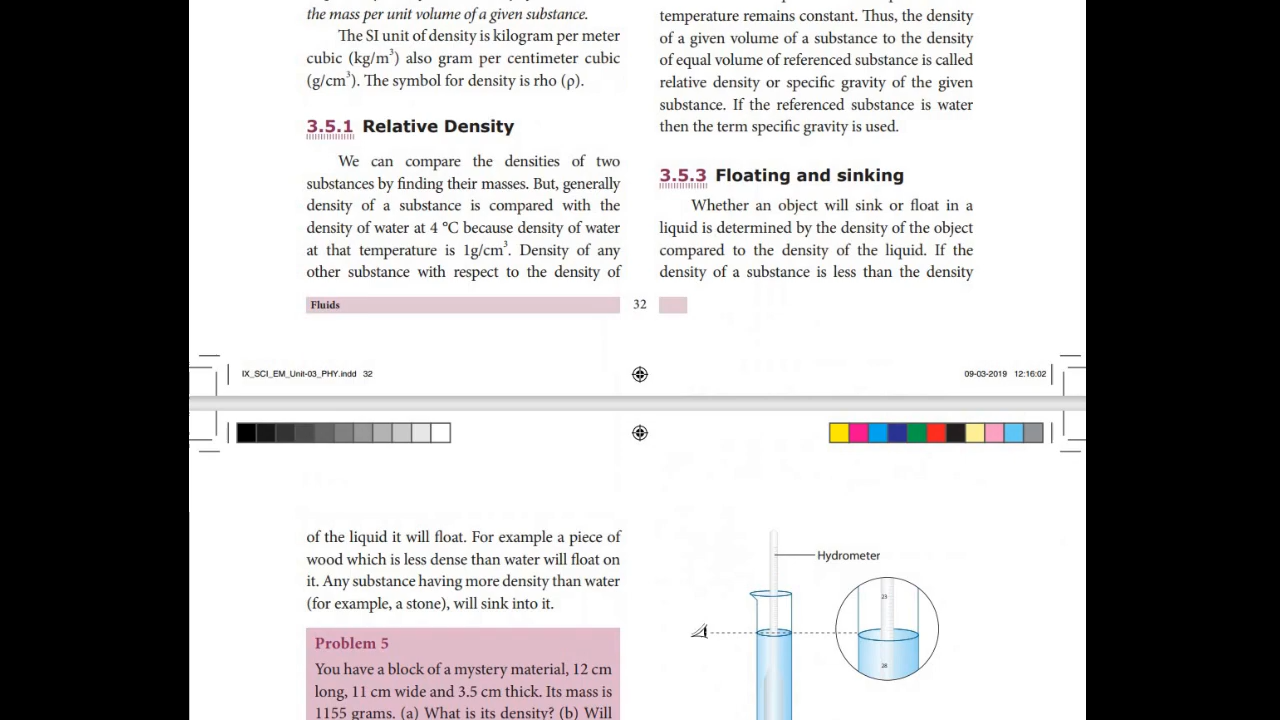 the mass per unit volume of a given substance.
The SI unit of density is kilogram per meter
cubic (kg/m³) also gram per centimeter cubic
(g/cm³). The symbol for density is rho (ρ).
3.5.1 Relative Density
We can compare the densities of two
substances by finding their masses. But, generally
density of a substance is compared with the
density of water at 4 °C because density of water
at that temperature is 1g/cm³. Density of any
other substance with respect to the density of
temperature remains constant. Thus, the density
of a given volume of a substance to the density
of equal volume of referenced substance is called
relative density or specific gravity of the given
substance. If the referenced substance is water
then the term specific gravity is used.
3.5.3 Floating and sinking
Whether an object will sink or float in a
liquid is determined by the density of the object
compared to the density of the liquid. If the
density of a substance is less than the density
Fluids
32
IX_SCI_EM_Unit-03_PHY.indd 32
09-03-2019 12:16:02
of the liquid it will float. For example a piece of
wood which is less dense than water will float on
it. Any substance having more density than water
(for example, a stone), will sink into it.
Problem 5
You have a block of a mystery material, 12 cm
long, 11 cm wide and 3.5 cm thick. Its mass is
1155 grams. (a) What is its density? (b) Will
Hydrometer
23
28